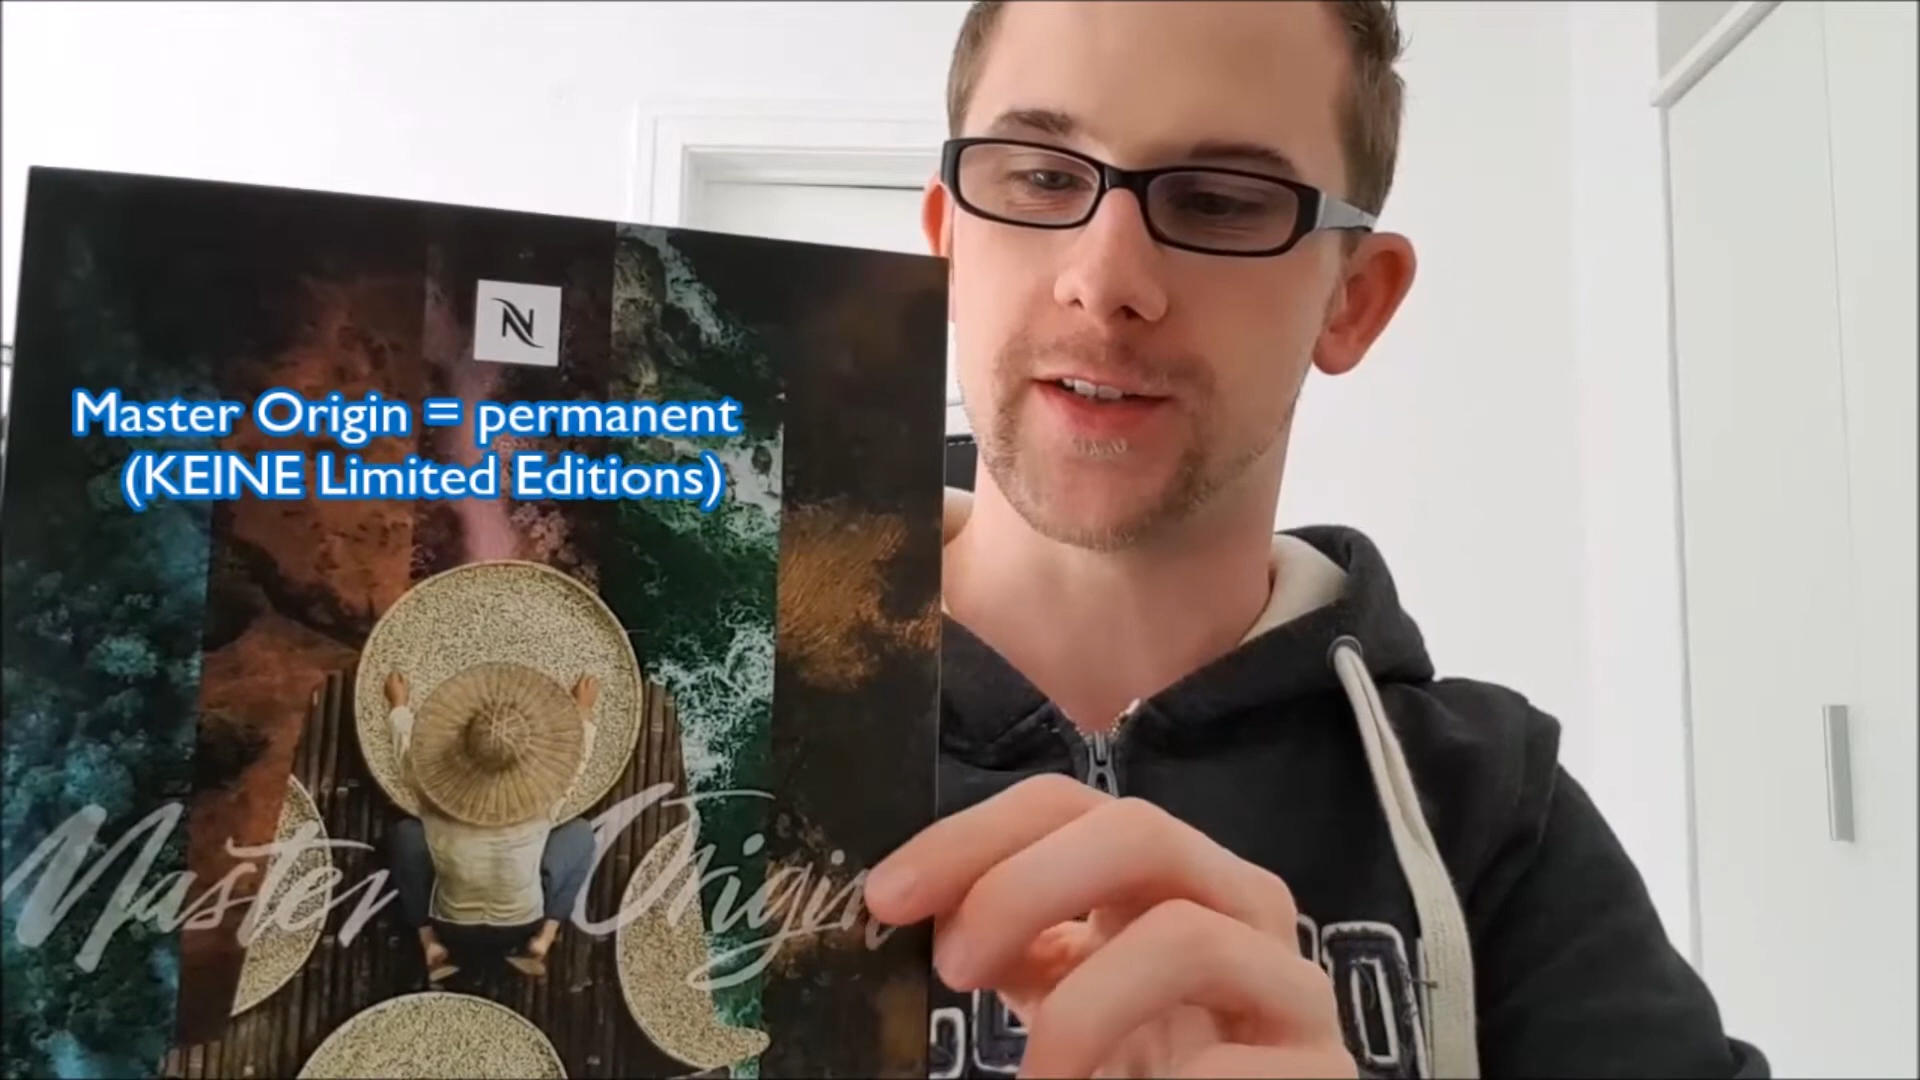 N
Master Origin = permanent
(KEINE Limited Editions)
Master Origin